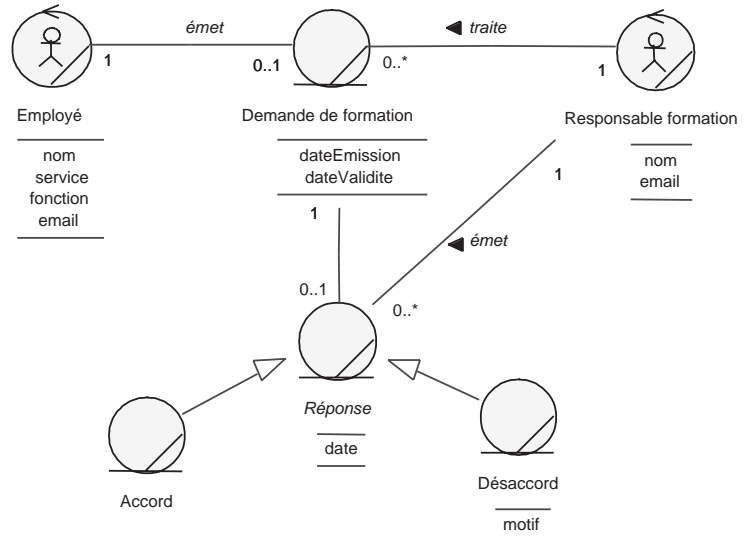 émet
traite
1
0..1
0..*
1
Employé
Demande de formation
Responsable formation
nom
service
fonction
email
dateEmission
dateValidite
nom
email
1
1
émet
0..1
0..*
Réponse
date
Accord
Désaccord
motif